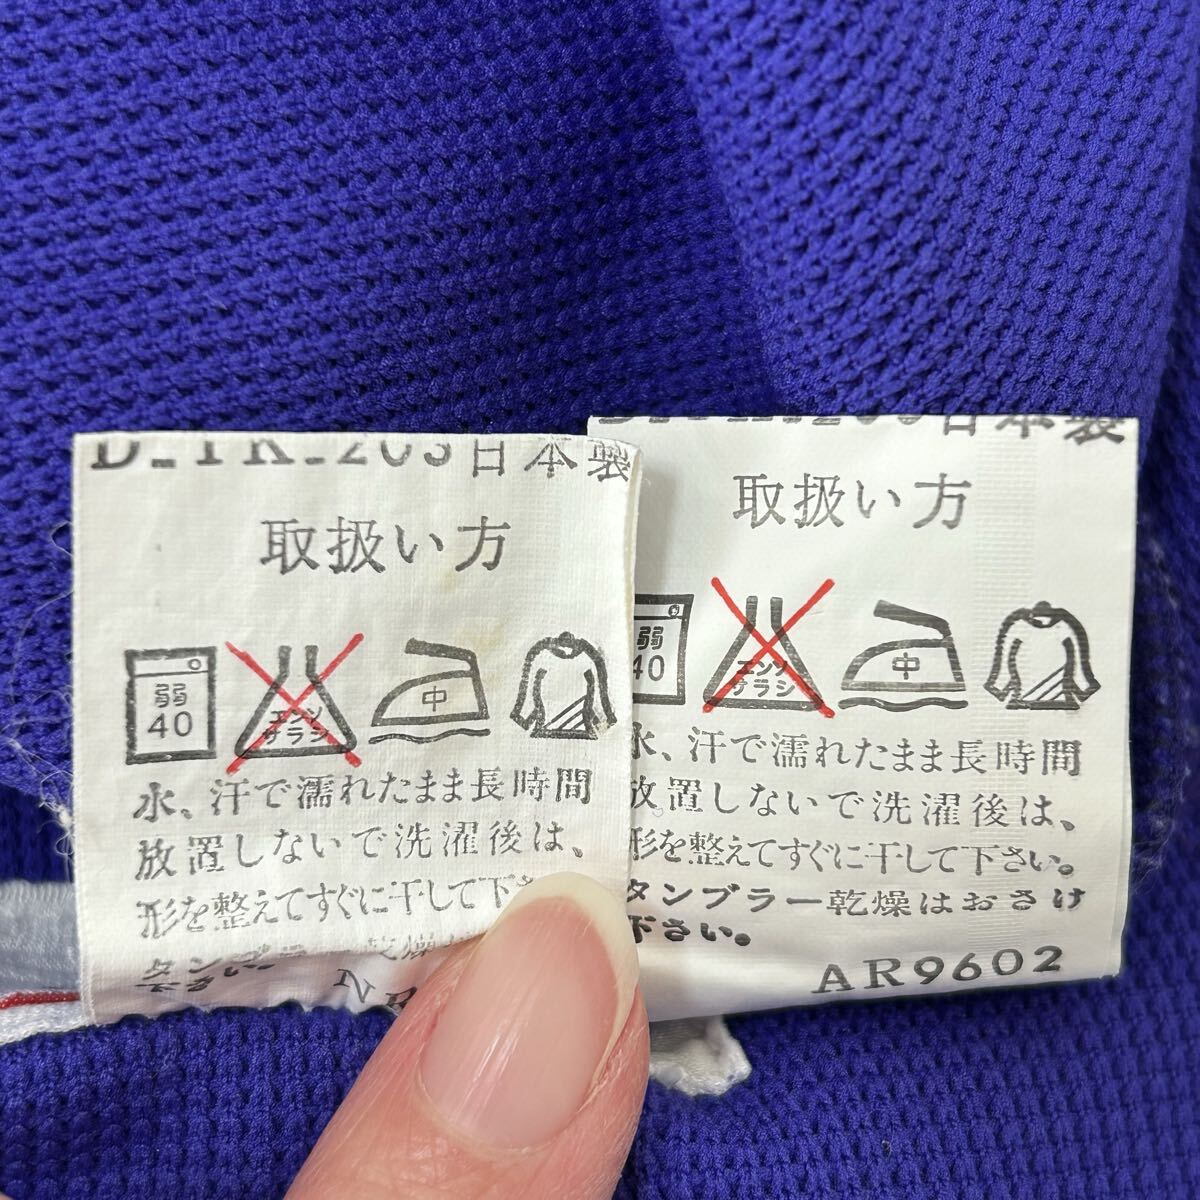 D-TK-203日本製
取扱い方
弱
40
エンソ
サラシ
中
水、汗で濡れたまま長時間
放置しないで洗濯後は、
形を整えてすぐに干して下さい
日本製
取扱い方
弱
40
エンソ
サラシ
中
水、汗で濡れたまま長時間
放置しないで洗濯後は、
形を整えてすぐに干して下さい。
タンブラー乾燥はおさけ
下さい。
AR9602